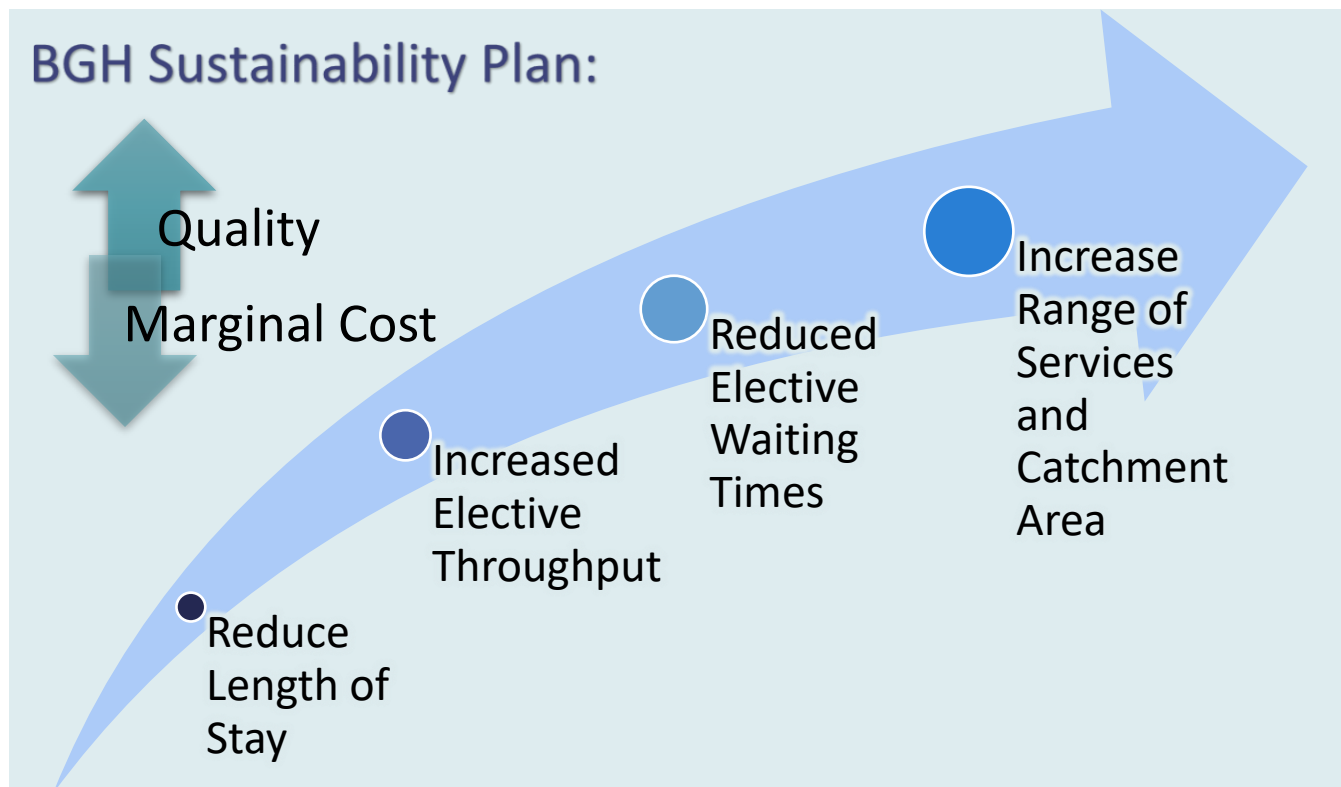 BGH Sustainability Plan:
Quality
Marginal Cost
Reduce
Length of
Stay
Increased
Elective
Throughput
Reduced
Elective
Waiting
Times
Increase
Range of
Services
and
Catchment
Area